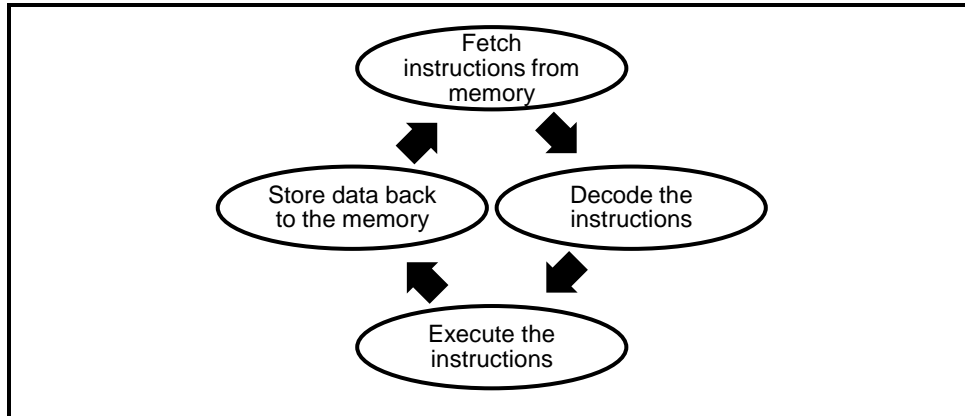 Fetch
instructions from
memory
Store data back
to the memory
Decode the
instructions
Execute the
instructions